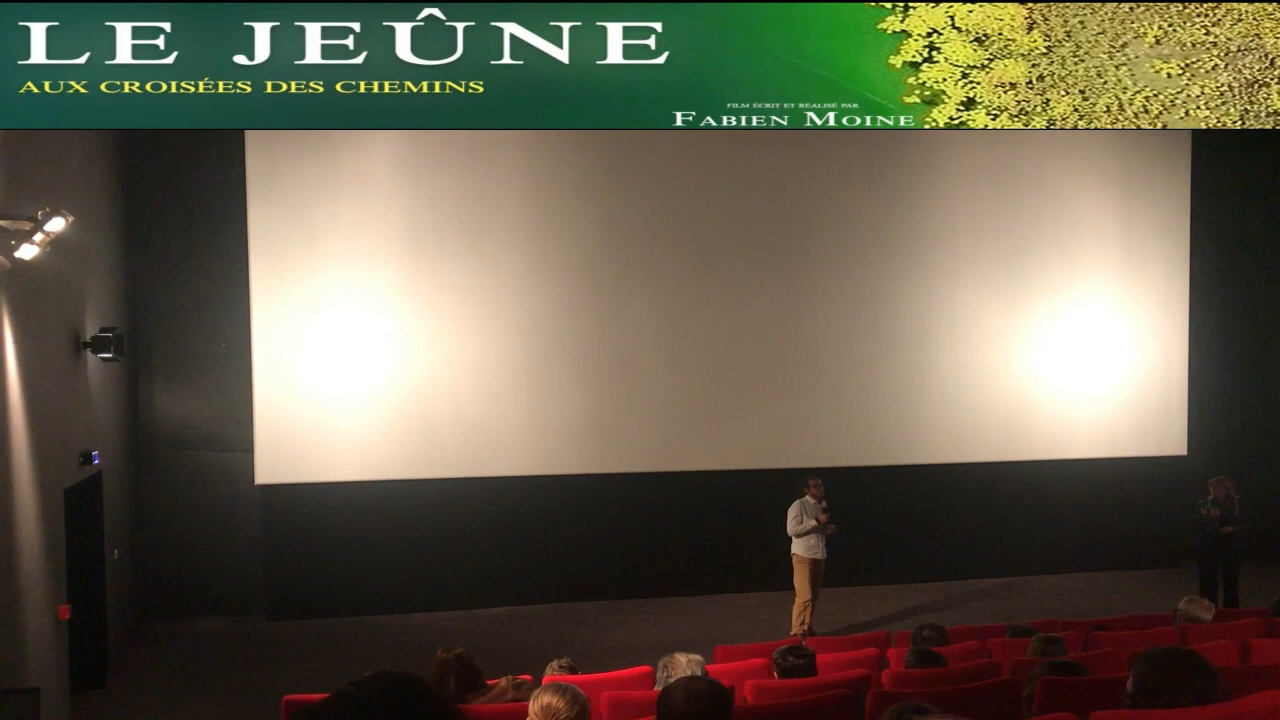 LE JEÛNE
AUX CROISÉES DES CHEMINS
FILM ÉCRIT ET RÉALISÉ PAR
FABIEN MOINE